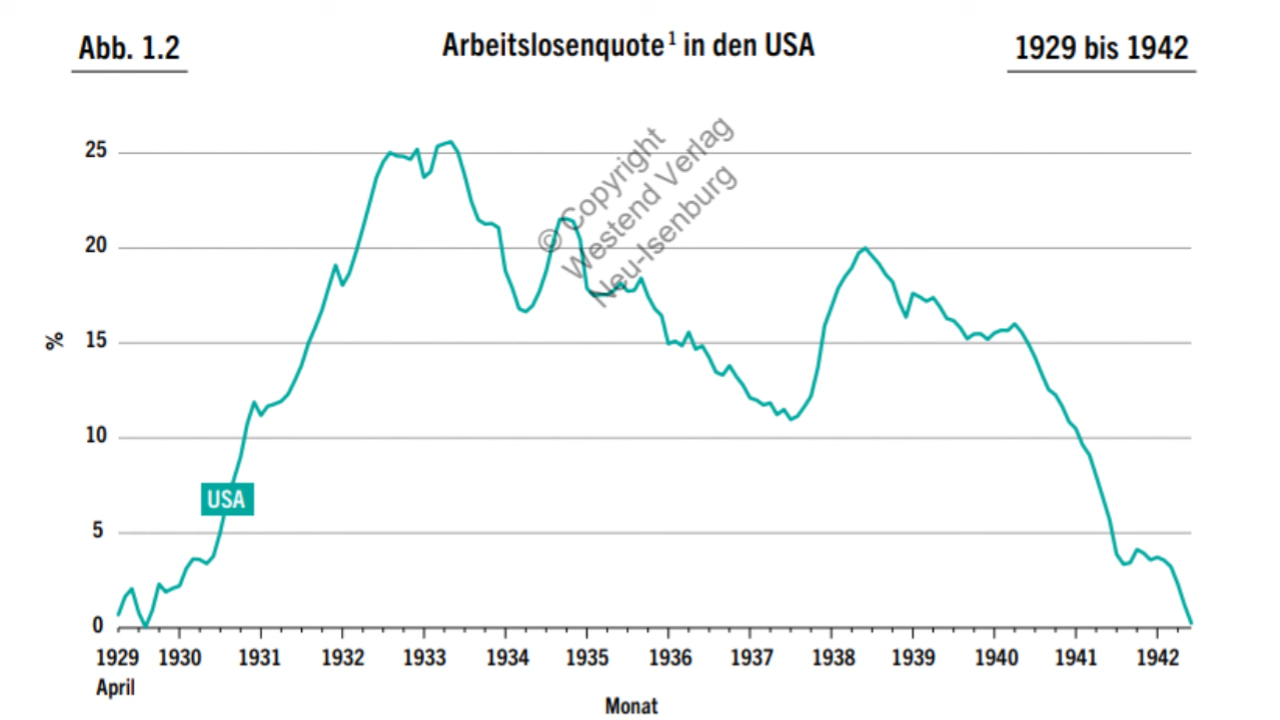 Abb. 1.2
Arbeitslosenquote¹ in den USA
1929 bis 1942
© Copyright
Westend Verlag
Neu-Isenburg
25
20
15
10
5
0
%
USA
1929 1930 1931 1932 1933 1934 1935 1936 1937 1938 1939 1940 1941 1942
April
Monat